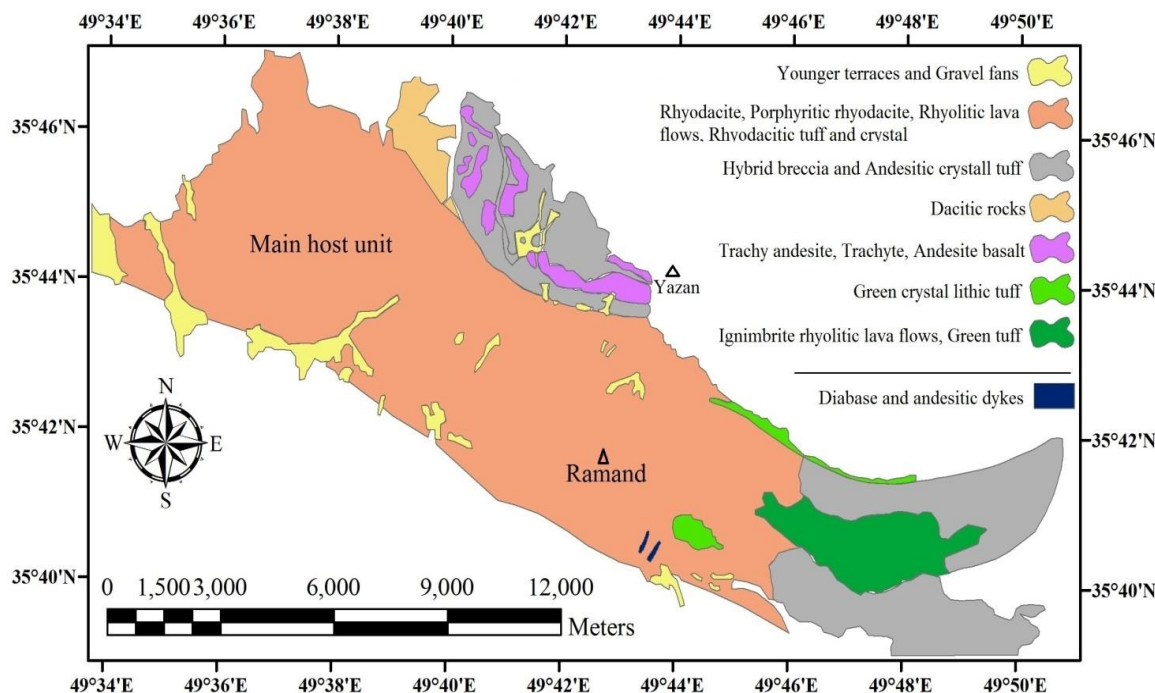 49°34'E 49°36'E 49°38'E 49°40'E 49°42'E 49°44'E 49°46'E 49°48'E 49°50'E
Younger terraces and Gravel fans
Rhyodacite, Porphyritic rhyodacite, Rhyolitic lava
flows, Rhyodacitic tuff and crystal
Hybrid breccia and Andesitic crystall tuff
Dacitic rocks
Trachy andesite, Trachyte, Andesite basalt
Green crystal lithic tuff
Ignimbrite rhyolitic lava flows, Green tuff
Diabase and andesitic dykes
35°46'N
35°44'N
35°42'N
35°40'N
35°46'N
35°44'N
35°42'N
35°40'N
Main host unit
Yazan
Ramand
N
W E
S
0 1,500 3,000 6,000 9,000 12,000
Meters
49°34'E 49°36'E 49°38'E 49°40'E 49°42'E 49°44'E 49°46'E 49°48'E 49°50'E